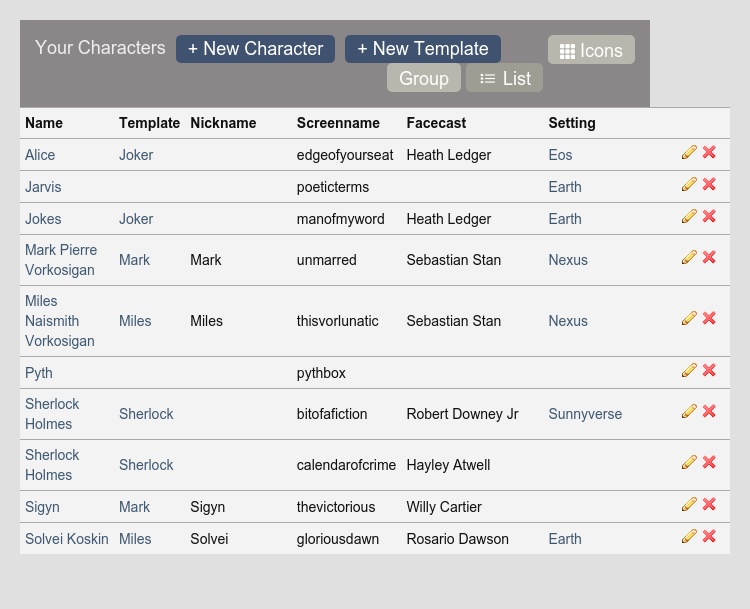 Your Characters + New Character + New Template Icons
Group List
Name Template Nickname Screenname Facecast Setting
Alice Joker edgeofyourseat Heath Ledger Eos
Jarvis poeticterms Earth
Jokes Joker manofmyword Heath Ledger Earth
Mark Pierre
Vorkosigan Mark Mark unmarred Sebastian Stan Nexus
Miles
Naismith Miles Miles thisvorlunatic Sebastian Stan Nexus
Vorkosigan
Pyth pythbox
Sherlock
Holmes Sherlock bitofafiction Robert Downey Jr Sunnyverse
Sherlock
Holmes Sherlock calendarofcrime Hayley Atwell
Sigyn Mark Sigyn thevictorious Willy Cartier
Solvei Koskin Miles Solvei gloriousdawn Rosario Dawson Earth